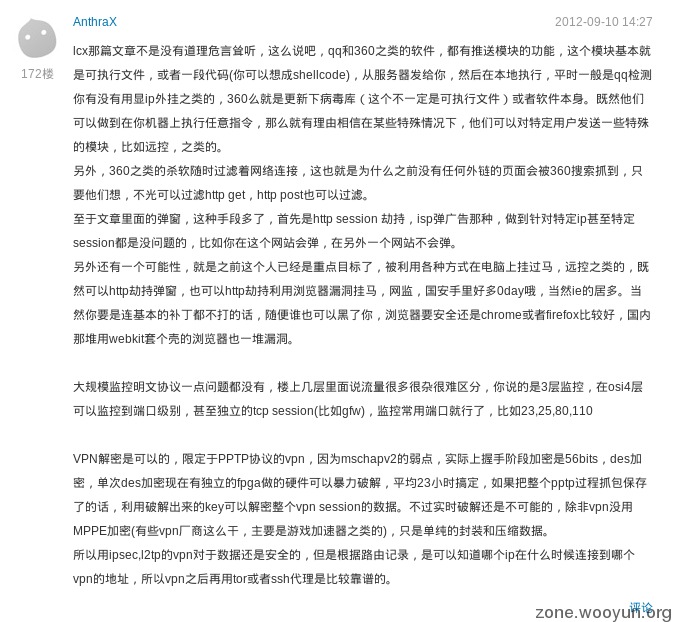 AnthraX 2012-09-10 14:27
172楼
lcx那篇文章不是没有道理危言耸听，这么说吧，qq和360之类的软件，都有推送模块的功能，这个模块基本就
是可执行文件，或者一段代码(你可以想成shellcode)，从服务器发给你，然后在本地执行，平时一般是qq检测
你有没有用显ip外挂之类的，360么就是更新下病毒库（这个不一定是可执行文件）或者软件本身。既然他们
可以做到在你机器上执行任意指令，那么就有理由相信在某些特殊情况下，他们可以对特定用户发送一些特殊
的模块，比如远控，之类的。
另外，360之类的杀软随时过滤着网络连接，这也就是为什么之前没有任何外链的页面会被360搜索抓到，只
要他们想，不光可以过滤http get，http post也可以过滤。
至于文章里面的弹窗，这种手段多了，首先是http session 劫持，isp弹广告那种，做到针对特定ip甚至特定
session都是没问题的，比如你在这个网站会弹，在另外一个网站不会弹。
另外还有一个可能性，就是之前这个人已经是重点目标了，被利用各种方式在电脑上挂过马，远控之类的，既
然可以http劫持弹窗，也可以http劫持利用浏览器漏洞挂马，网监，国安手里好多0day哦，当然ie的居多。当
然你要是连基本的补丁都不打的话，随便谁也可以黑了你，浏览器要安全还是chrome或者firefox比较好，国内
那堆用webkit套个壳的浏览器也一堆漏洞。
大规模监控明文协议一点问题都没有，楼上几层里面说流量很多很杂很难区分，你说的是3层监控，在osi4层
可以监控到端口级别，甚至独立的tcp session(比如gfw)，监控常用端口就行了，比如23,25,80,110
VPN解密是可以的，限定于PPTP协议的vpn，因为mschapv2的弱点，实际上握手阶段加密是56bits，des加
密，单次des加密现在有独立的fpga做的硬件可以暴力破解，平均23小时搞定，如果把整个pptp过程抓包保存
了的话，利用破解出来的key可以解密整个vpn session的数据。不过实时破解还是不可能的，除非vpn没用
MPPE加密(有些vpn厂商这么干，主要是游戏加速器之类的)，只是单纯的封装和压缩数据。
所以用ipsec,l2tp的vpn对于数据还是安全的，但是根据路由记录，是可以知道哪个ip在什么时候连接到哪个
vpn的地址，所以vpn之后再用tor或者ssh代理是比较靠谱的。
评论
zone.wooyun.org